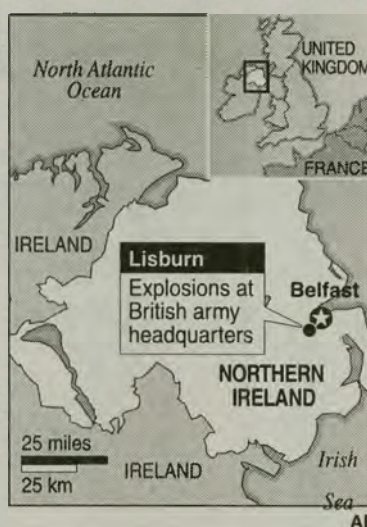 North Atlantic
Ocean
UNITED
KINGDOM
FRANCE
IRELAND
Lisburn
Explosions at
British army
headquarters
Belfast
NORTHERN
IRELAND
25 miles
25 km
IRELAND
Irish
Sea